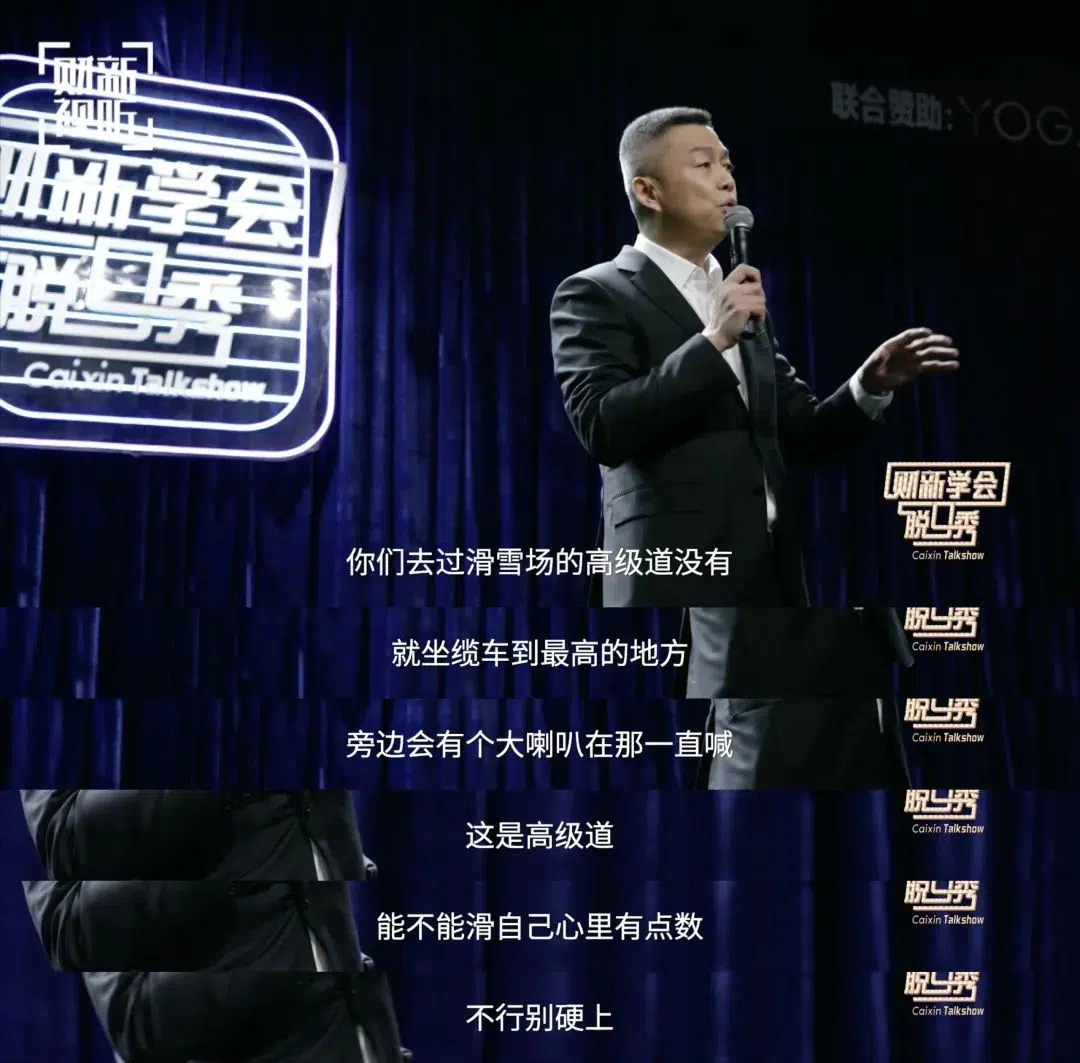 财新
视听
财新学会
脱口秀
Caixin Talkshow
联合赞助:YOG
财新学会
脱口秀
Caixin Talkshow
你们去过滑雪场的高级道没有
脱口秀
Caixin Talkshow
就坐缆车到最高的地方
脱口秀
Caixin Talkshow
旁边会有个大喇叭在那一直喊
脱口秀
Caixin Talkshow
这是高级道
脱口秀
Caixin Talkshow
能不能滑自己心里有点数
脱口秀
Caixin Talkshow
不行别硬上